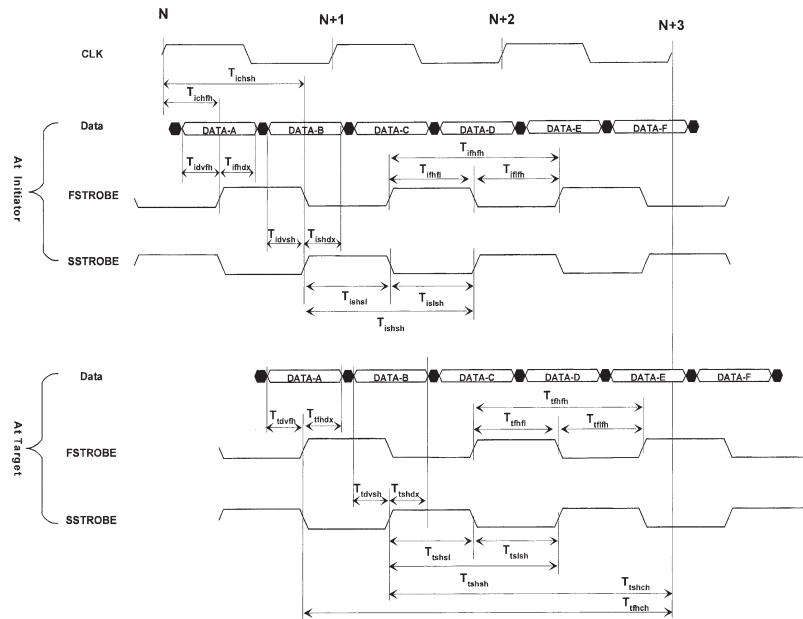 N
N+1
N+2
N+3
CLK
Tichsh
Tichfh
Data
DATA-A
DATA-B
DATA-C
DATA-D
DATA-E
DATA-F
Tifhfh
Tidvfh
Tifhdx
Tifhfl
Tiflfh
At Initiator
FSTROBE
Tidvsh
Tishdx
SSTROBE
Tishsl
Tislsh
Tishsh
Data
DATA-A
DATA-B
DATA-C
DATA-D
DATA-E
DATA-F
Ttfhfh
Ttdvfh
Ttfhdx
Ttfhfl
Ttflfh
At Target
FSTROBE
Ttdvsh
Ttshdx
SSTROBE
Ttshsl
Ttslsh
Ttshsh
Ttshch
Ttfhch